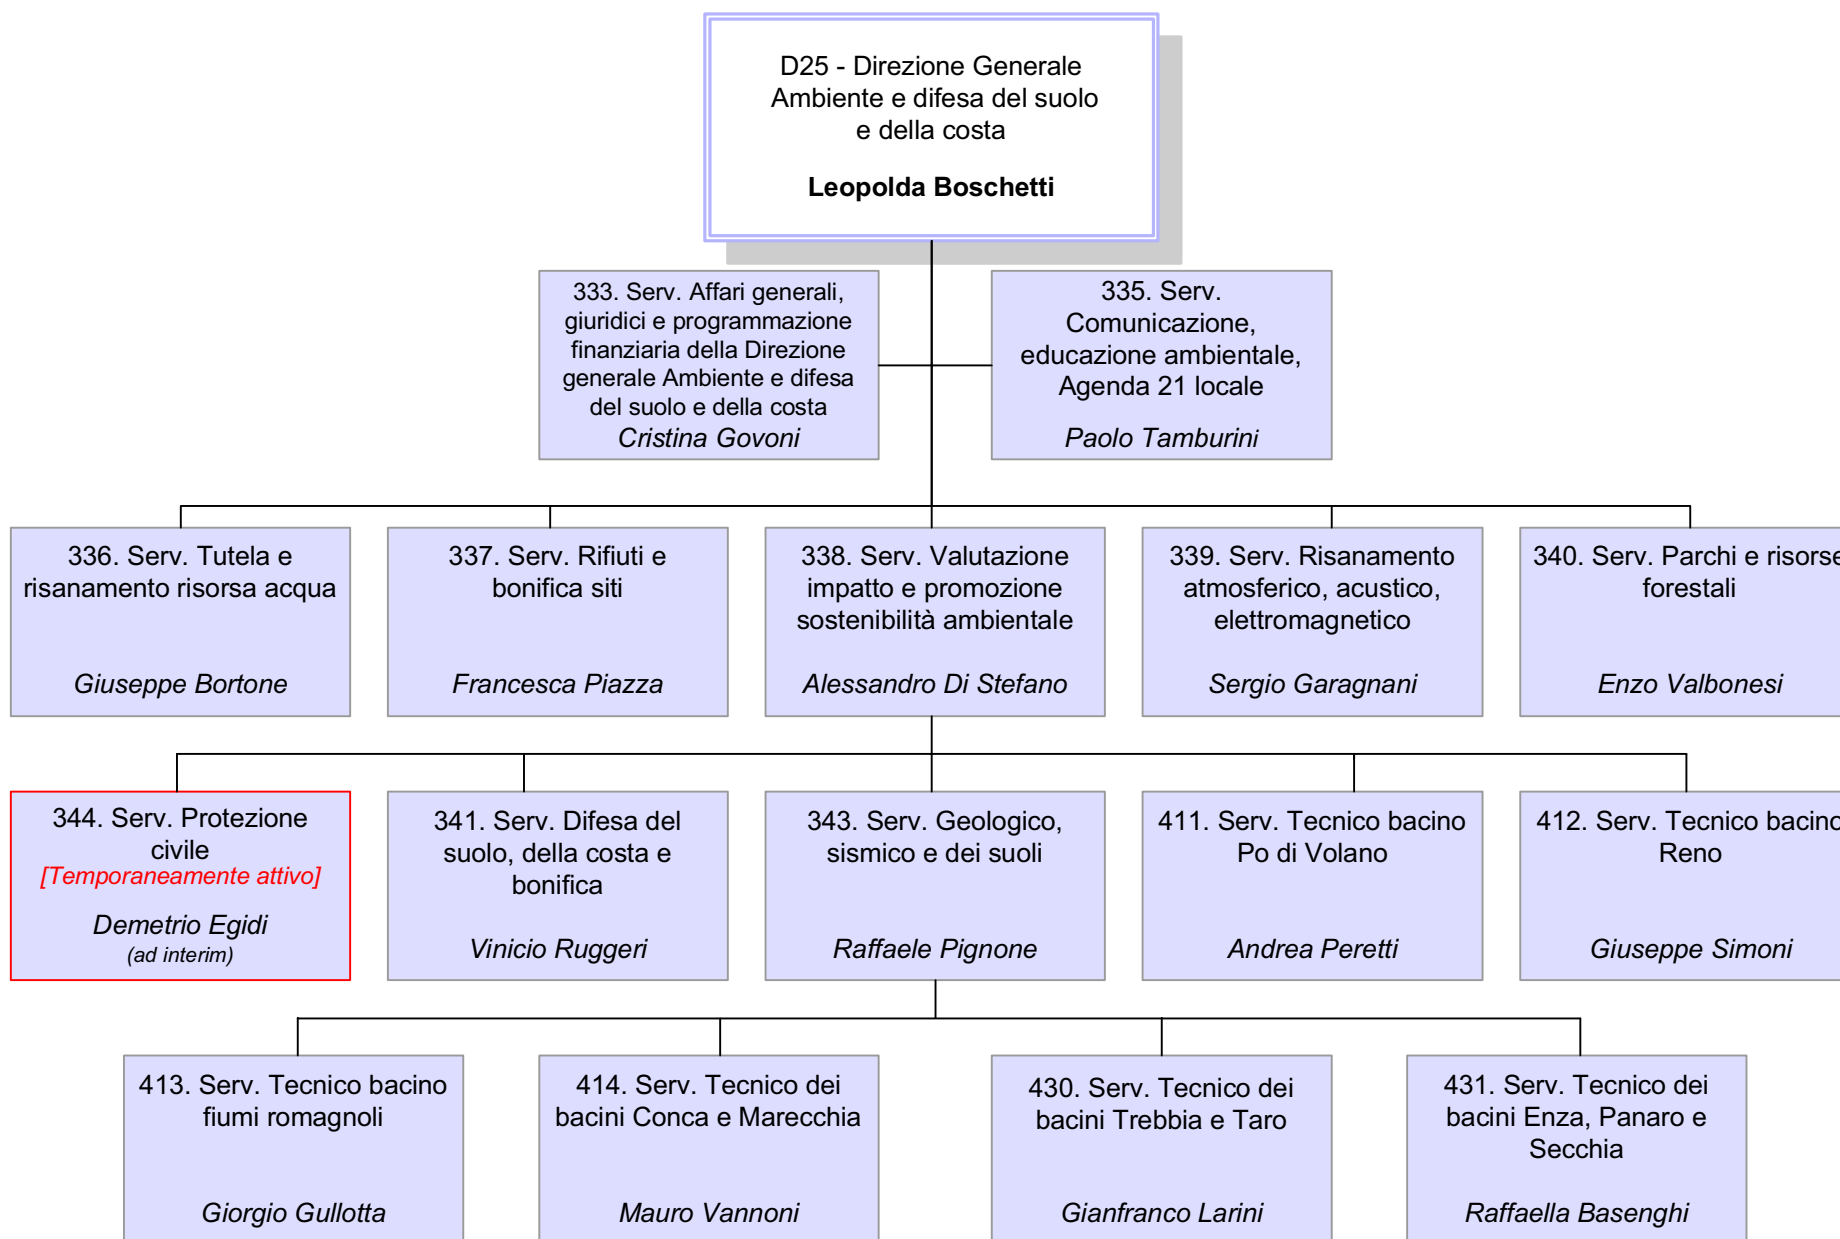 D25 - Direzione Generale
Ambiente e difesa del suolo
e della costa
Leopolda Boschetti
333. Serv. Affari generali,
giuridici e programmazione
finanziaria della Direzione
generale Ambiente e difesa
del suolo e della costa
Cristina Govoni
335. Serv.
Comunicazione,
educazione ambientale,
Agenda 21 locale
Paolo Tamburini
336. Serv. Tutela e
risanamento risorsa acqua
Giuseppe Bortone
337. Serv. Rifiuti e
bonifica siti
Francesca Piazza
338. Serv. Valutazione
impatto e promozione
sostenibilità ambientale
Alessandro Di Stefano
339. Serv. Risanamento
atmosferico, acustico,
elettromagnetico
Sergio Garagnani
340. Serv. Parchi e risorse
forestali
Enzo Valbonesi
344. Serv. Protezione
civile
[Temporaneamente attivo]
Demetrio Egidi
(ad interim)
341. Serv. Difesa del
suolo, della costa e
bonifica
Vinicio Ruggeri
343. Serv. Geologico,
sismico e dei suoli
Raffaele Pignone
411. Serv. Tecnico bacino
Po di Volano
Andrea Peretti
412. Serv. Tecnico bacino
Reno
Giuseppe Simoni
413. Serv. Tecnico bacino
fiumi romagnoli
Giorgio Gullotta
414. Serv. Tecnico dei
bacini Conca e Marecchia
Mauro Vannoni
430. Serv. Tecnico dei
bacini Trebbia e Taro
Gianfranco Larini
431. Serv. Tecnico dei
bacini Enza, Panaro e
Secchia
Raffaella Basenghi